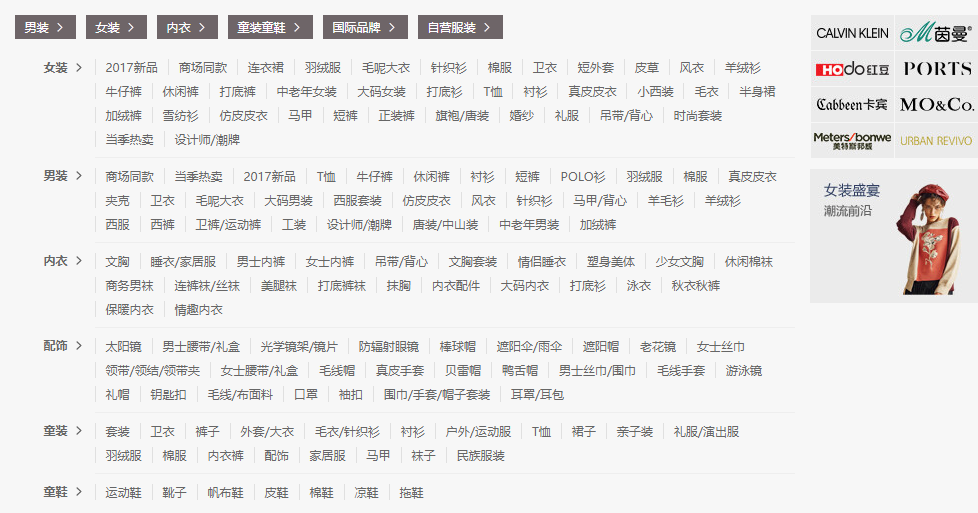 男装 > 女装 > 内衣 > 童装童鞋 > 国际品牌 > 自营服装 >
女装 > 2017新品 商场同款 连衣裙 羽绒服 毛呢大衣 针织衫 棉服 卫衣 短外套 皮草 风衣 羊绒衫
牛仔裤 休闲裤 打底裤 中老年女装 大码女装 打底衫 T恤 衬衫 真皮皮衣 小西装 毛衣 半身裙
加绒裤 雪纺衫 仿皮皮衣 马甲 短裤 正装裤 旗袍/唐装 婚纱 礼服 吊带/背心 时尚套装
当季热卖 设计师/潮牌
男装 > 商场同款 当季热卖 2017新品 T恤 牛仔裤 休闲裤 衬衫 短裤 POLO衫 羽绒服 棉服 真皮皮衣
夹克 卫衣 毛呢大衣 大码男装 西服套装 仿皮皮衣 风衣 针织衫 马甲/背心 羊毛衫 羊绒衫
西服 西裤 卫裤/运动裤 工装 设计师/潮牌 唐装/中山装 中老年男装 加绒裤
内衣 > 文胸 睡衣/家居服 男士内裤 女士内裤 吊带/背心 文胸套装 情侣睡衣 塑身美体 少女文胸 休闲棉袜
商务男袜 连裤袜/丝袜 美腿袜 打底裤袜 抹胸 内衣配件 大码内衣 打底衫 泳衣 秋衣秋裤
保暖内衣 情趣内衣
配饰 > 太阳镜 男士腰带/礼盒 光学镜架/镜片 防辐射眼镜 棒球帽 遮阳伞/雨伞 遮阳帽 老花镜 女士丝巾
领带/领结/领带夹 女士腰带/礼盒 毛线帽 真皮手套 贝雷帽 鸭舌帽 男士丝巾/围巾 毛线手套 游泳镜
礼帽 钥匙扣 毛线/布面料 口罩 袖扣 围巾/手套/帽子套装 耳罩/耳包
童装 > 套装 卫衣 裤子 外套/大衣 毛衣/针织衫 衬衫 户外/运动服 T恤 裙子 亲子装 礼服/演出服
羽绒服 棉服 内衣裤 配饰 家居服 马甲 袜子 民族服装
童鞋 > 运动鞋 靴子 帆布鞋 皮鞋 棉鞋 凉鞋 拖鞋
CALVIN KLEIN 茵曼
HOdo 红豆 PORTS
Cabbeen卡宾 MO&Co.
Meters/bonwe 美特斯邦威 URBAN REVIVO
女装盛宴
潮流前沿